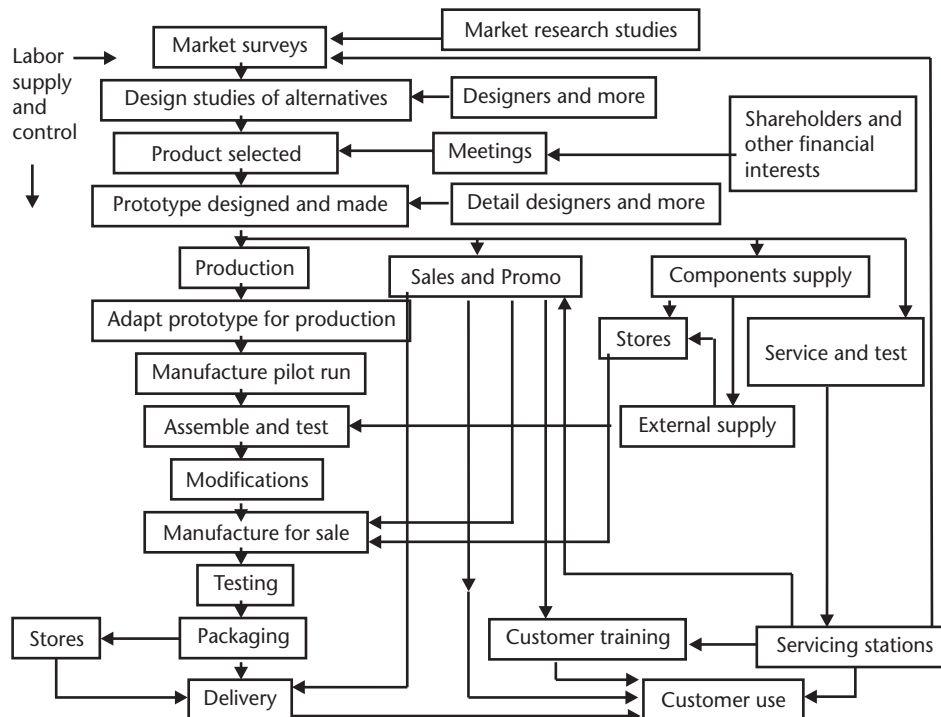 Market research studies
Market surveys
Labor
supply
and
control
Design studies of alternatives
Designers and more
Shareholders and
other financial
interests
Product selected
Meetings
Prototype designed and made
Detail designers and more
Production
Sales and Promo
Components supply
Adapt prototype for production
Stores
Service and test
Manufacture pilot run
Assemble and test
External supply
Modifications
Manufacture for sale
Testing
Stores
Packaging
Customer training
Servicing stations
Delivery
Customer use